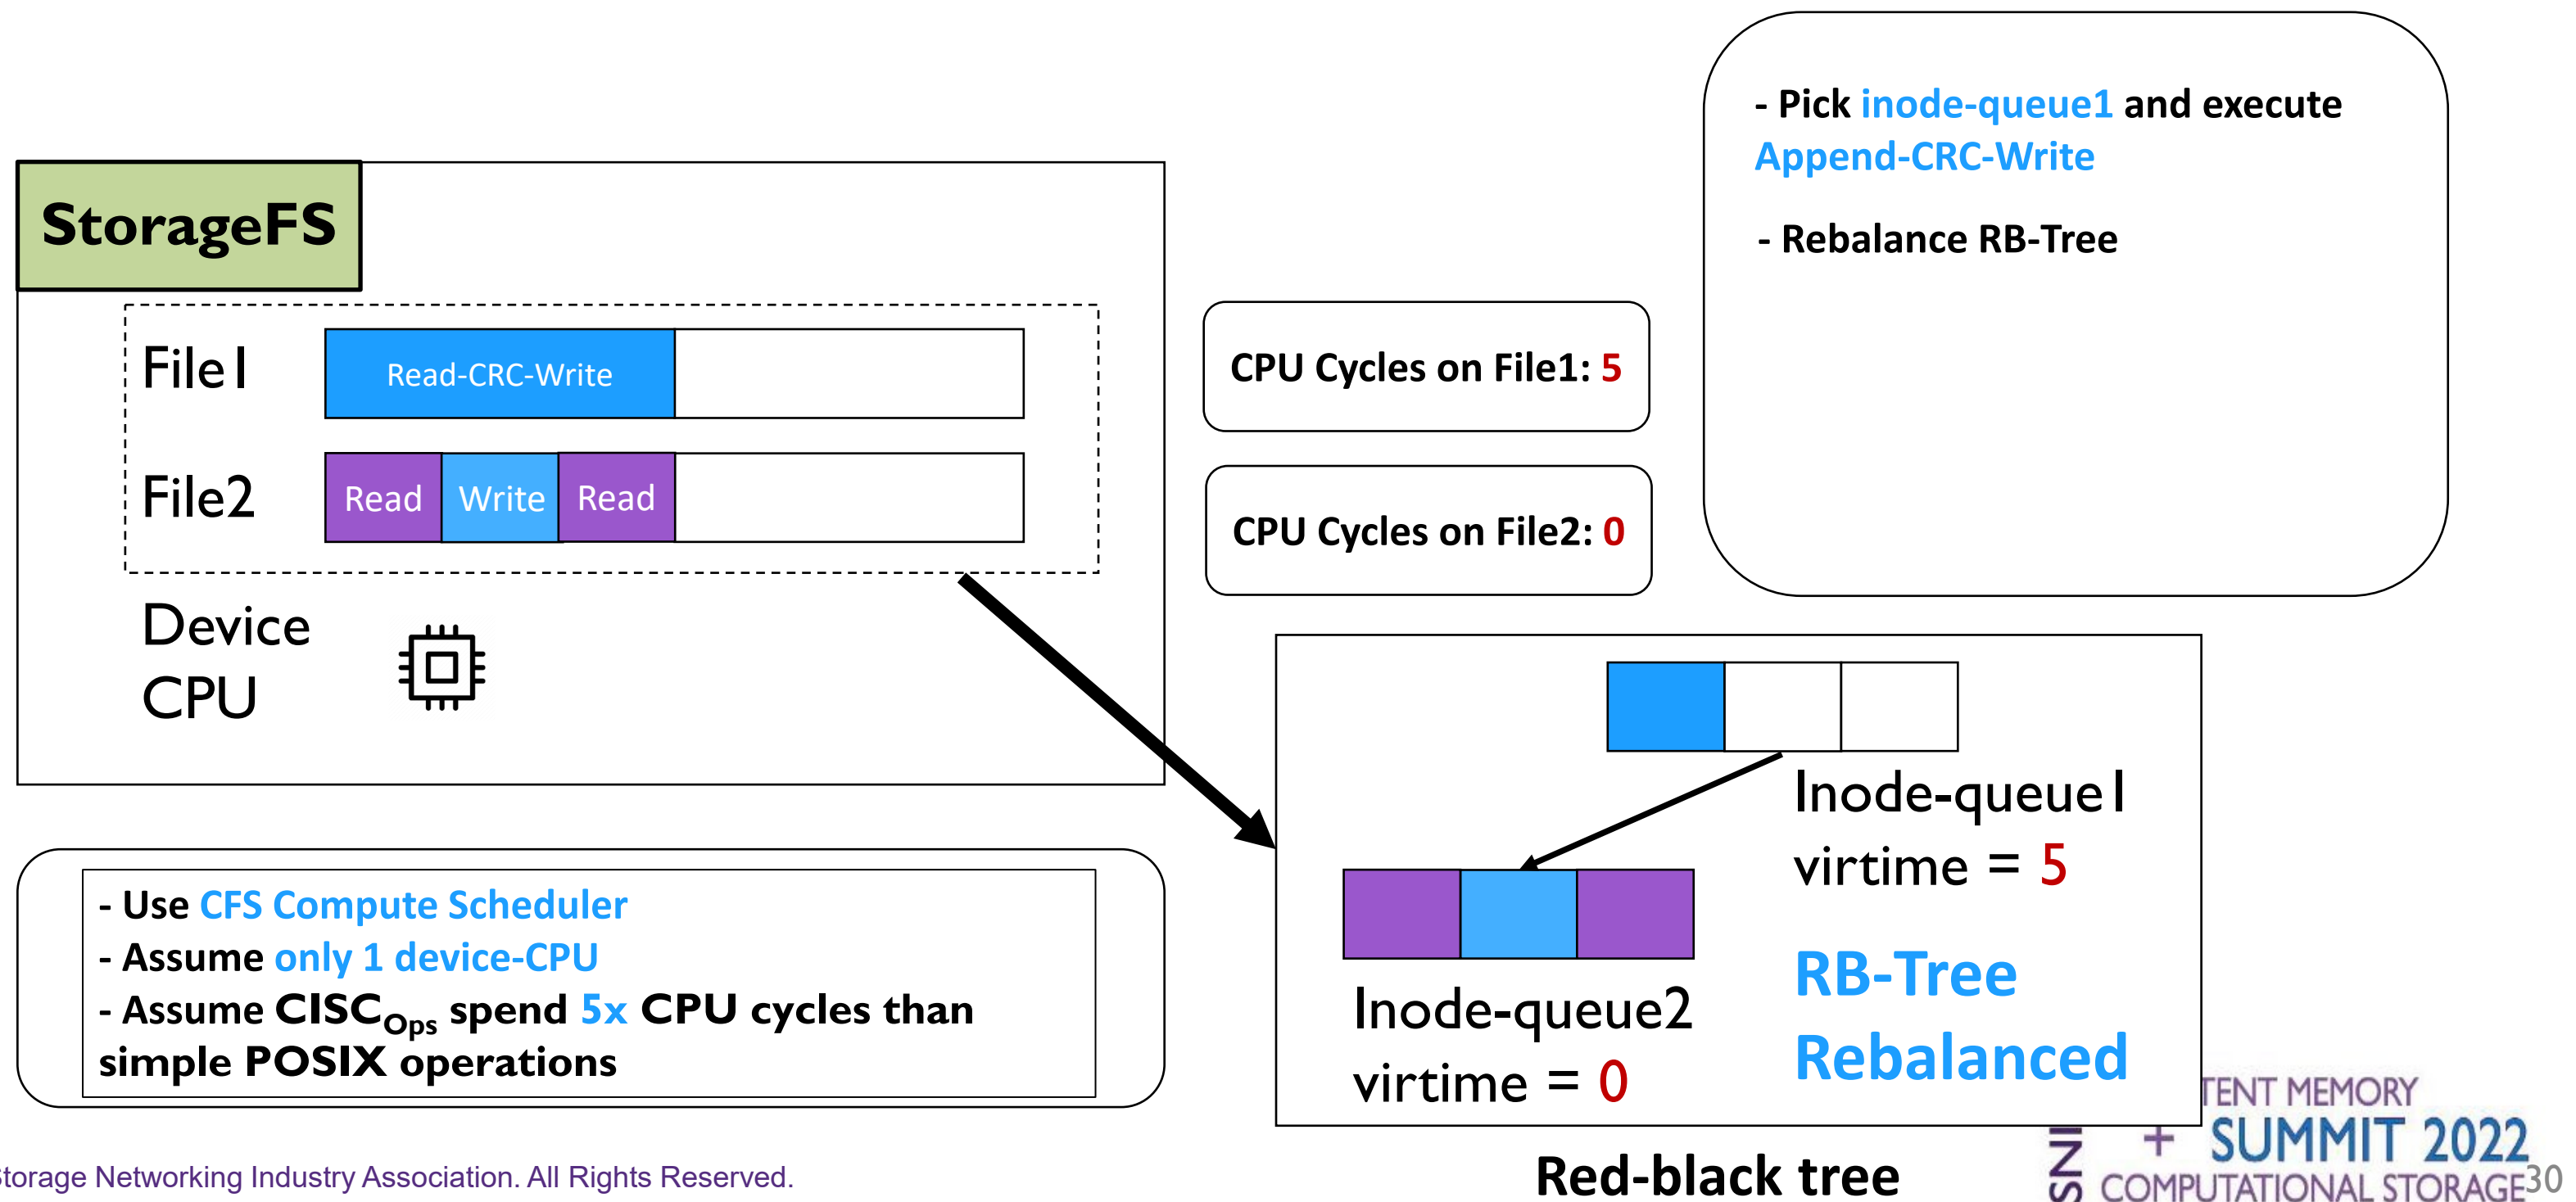 - Pick inode-queue1 and execute
Append-CRC-Write
- Rebalance RB-Tree
StorageFS
File1
Read-CRC-Write
File2
Read
Write
Read
Device
CPU
CPU Cycles on File1: 5
CPU Cycles on File2: 0
- Use CFS Compute Scheduler
- Assume only 1 device-CPU
- Assume CISCOps spend 5x CPU cycles than
simple POSIX operations
Inode-queue1
virtime = 5
RB-Tree
Rebalanced
Inode-queue2
virtime = 0
Red-black tree
Networking Industry Association. All Rights Reserved.
MEMORY
+ SUMMIT 2022
COMPUTATIONAL STORAGE
30